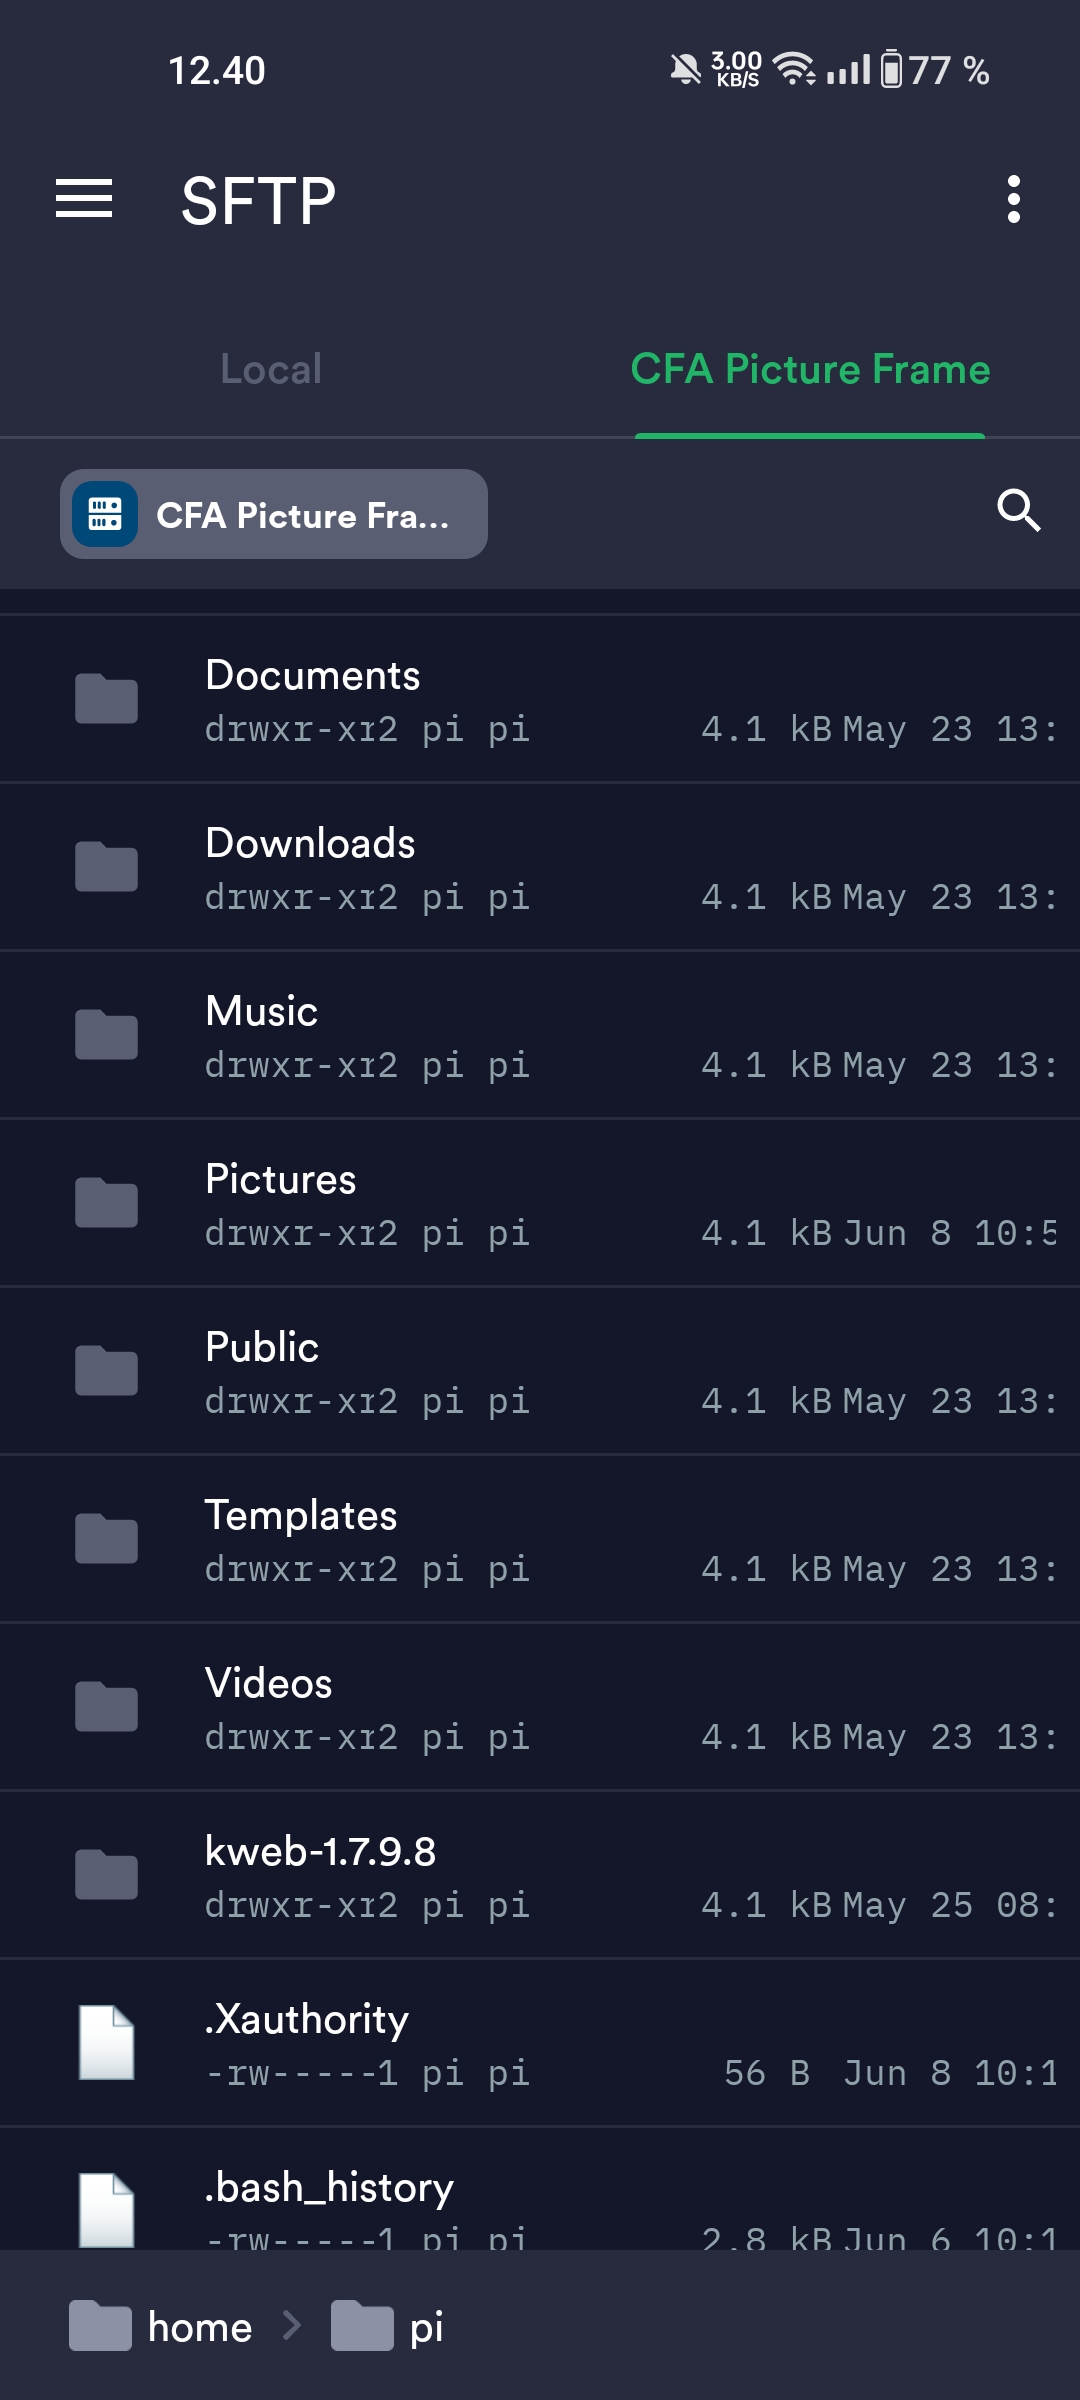 12.40 3.00 KB/S 77 %
SFTP
Local CFA Picture Frame
CFA Picture Fra...
Documents
drwxr-xr2 pi pi 4.1 kB May 23 13:
Downloads
drwxr-xr2 pi pi 4.1 kB May 23 13:
Music
drwxr-xr2 pi pi 4.1 kB May 23 13:
Pictures
drwxr-xr2 pi pi 4.1 kB Jun 8 10:5
Public
drwxr-xr2 pi pi 4.1 kB May 23 13:
Templates
drwxr-xr2 pi pi 4.1 kB May 23 13:
Videos
drwxr-xr2 pi pi 4.1 kB May 23 13:
kweb-1.7.9.8
drwxr-xr2 pi pi 4.1 kB May 25 08:
.Xauthority
-rw-----1 pi pi 56 B Jun 8 10:1
.bash_history
-rw-----1 pi pi 2.8 kB Jun 6 10:1
home > pi